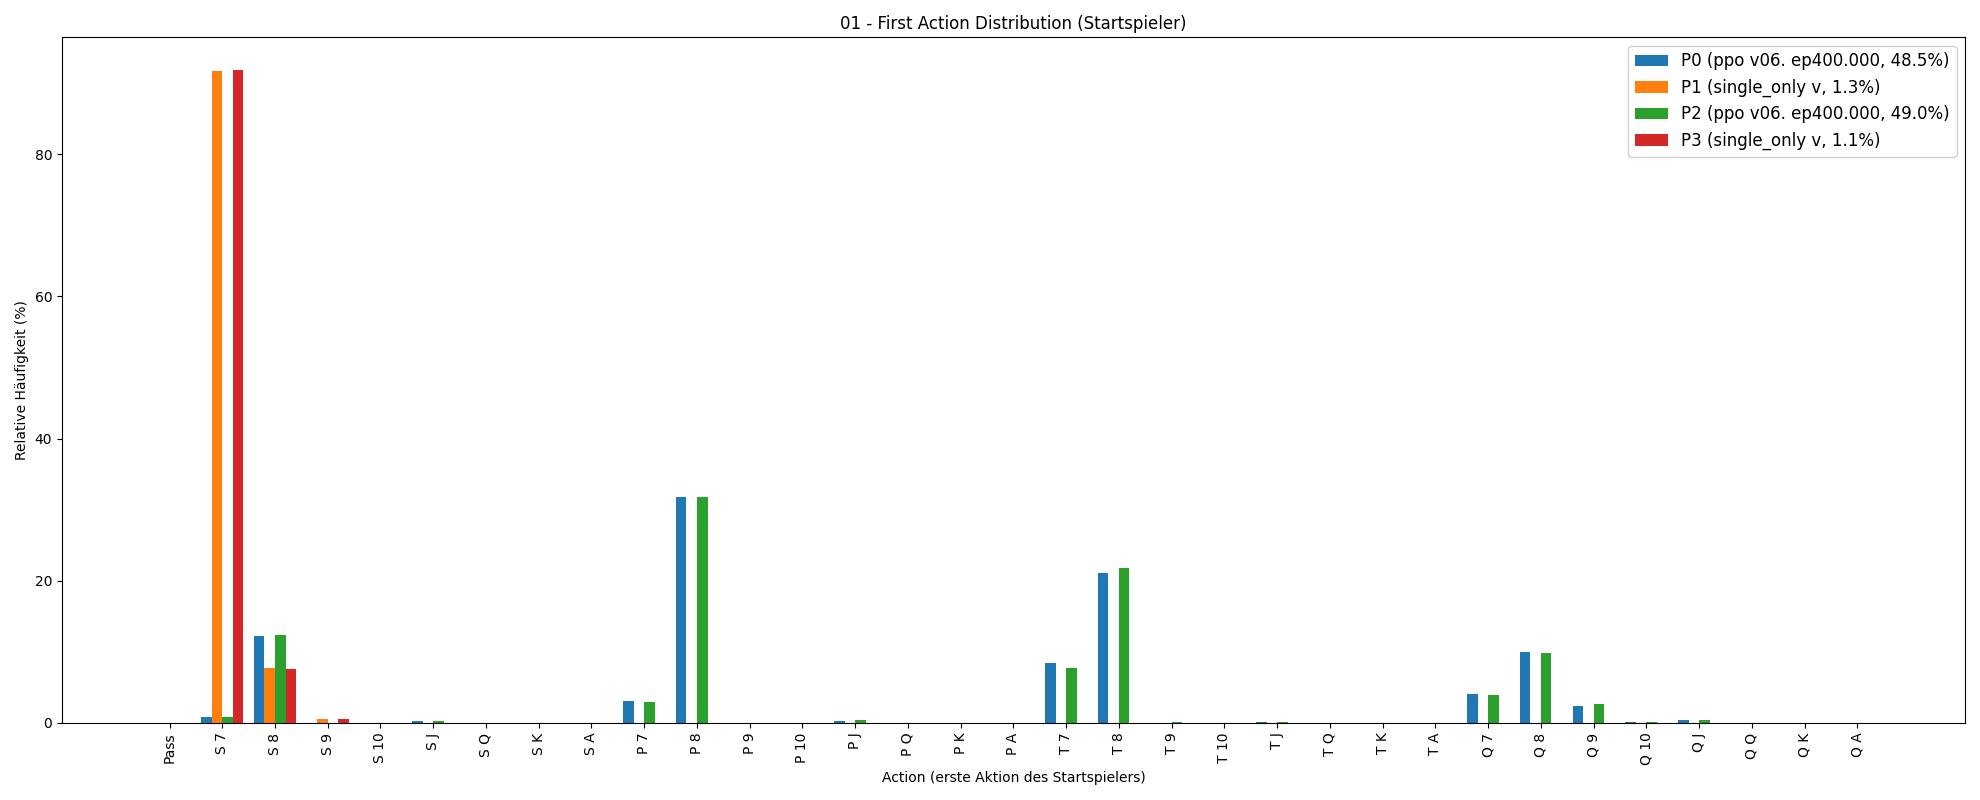 01 - First Action Distribution (Startspieler)
P0 (ppo v06. ep400.000, 48.5%)
P1 (single_only v, 1.3%)
P2 (ppo v06. ep400.000, 49.0%)
P3 (single_only v, 1.1%)
Relative Häufigkeit (%)
80
60
40
20
0
Pass
S 7
S 8
S 9
S 10
S J
S Q
S K
S A
P 7
P 8
P 9
P 10
P J
P Q
P K
P A
T 7
T 8
T 9
T 10
T J
T Q
T K
T A
Q 7
Q 8
Q 9
Q 10
Q J
Q Q
Q K
Q A
Action (erste Aktion des Startspielers)